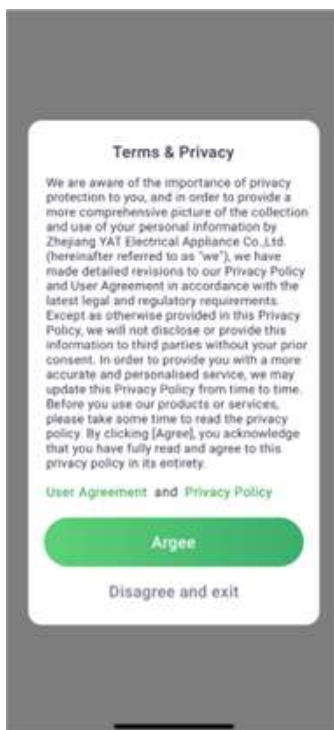 Terms & Privacy
We are aware of the importance of privacy
protection to you, and in order to provide a
more comprehensive picture of the collection
and use of your personal information by
Zhejiang YAT Electrical Appliance Co.,Ltd.
(hereinafter referred to as "we"), we have
made detailed revisions to our Privacy Policy
and User Agreement in accordance with the
latest legal and regulatory requirements.
Except as otherwise provided in this Privacy
Policy, we will not disclose or provide this
information to third parties without your prior
consent. In order to provide you with a more
accurate and personalised service, we may
update this Privacy Policy from time to time.
Before you use our products or services,
please take some time to read the privacy
policy. By clicking [Agree], you acknowledge
that you have fully read and agree to this
privacy policy in its entirety.
User Agreement and Privacy Policy
Argee
Disagree and exit